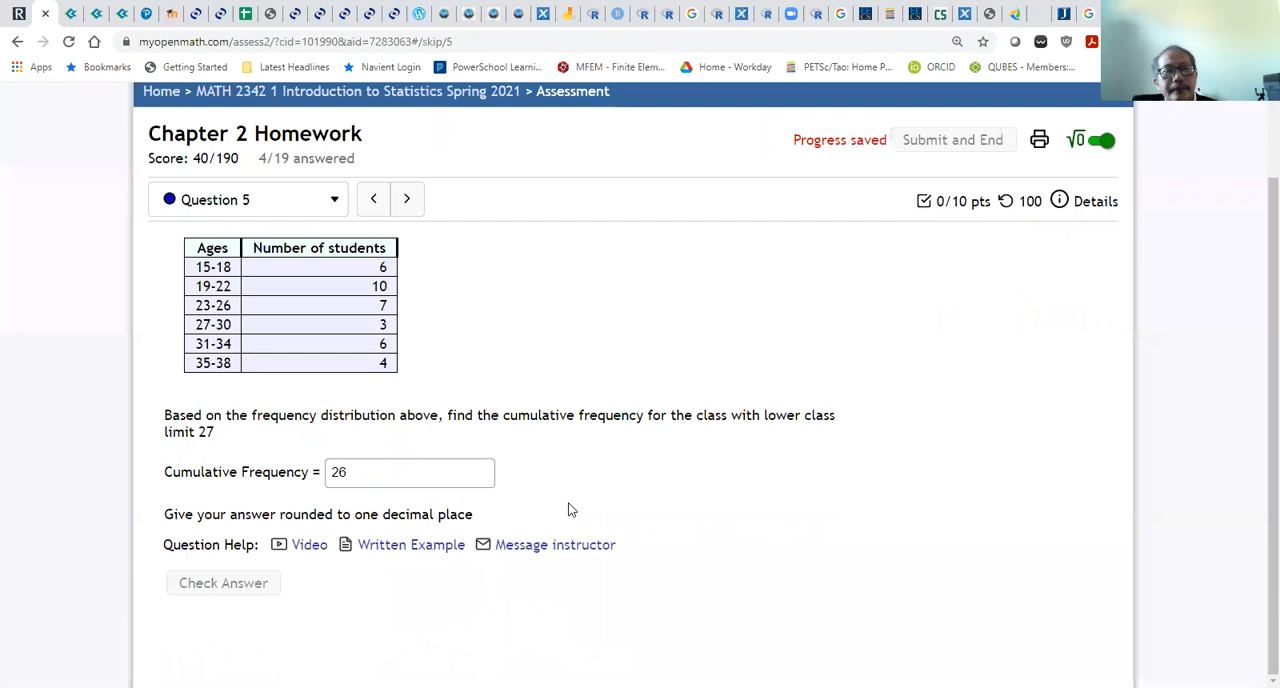 myopenmath.com/assess2/?cid=101990&aid=7283063#/skip/5
Apps Bookmarks Getting Started Latest Headlines Navient Login PowerSchool Learni... MFEM - Finite Elem... Home - Workday PETSc/Tao: Home P... ORCID QUBES - Members:...
Home > MATH 2342 1 Introduction to Statistics Spring 2021 > Assessment
Chapter 2 Homework
Score: 40/190 4/19 answered
Progress saved Submit and End √0
Question 5 < > 0/10 pts 100 Details
Ages Number of students
15-18 6
19-22 10
23-26 7
27-30 3
31-34 6
35-38 4
Based on the frequency distribution above, find the cumulative frequency for the class with lower class
limit 27
Cumulative Frequency = 26
Give your answer rounded to one decimal place
Question Help: Video Written Example Message instructor
Check Answer